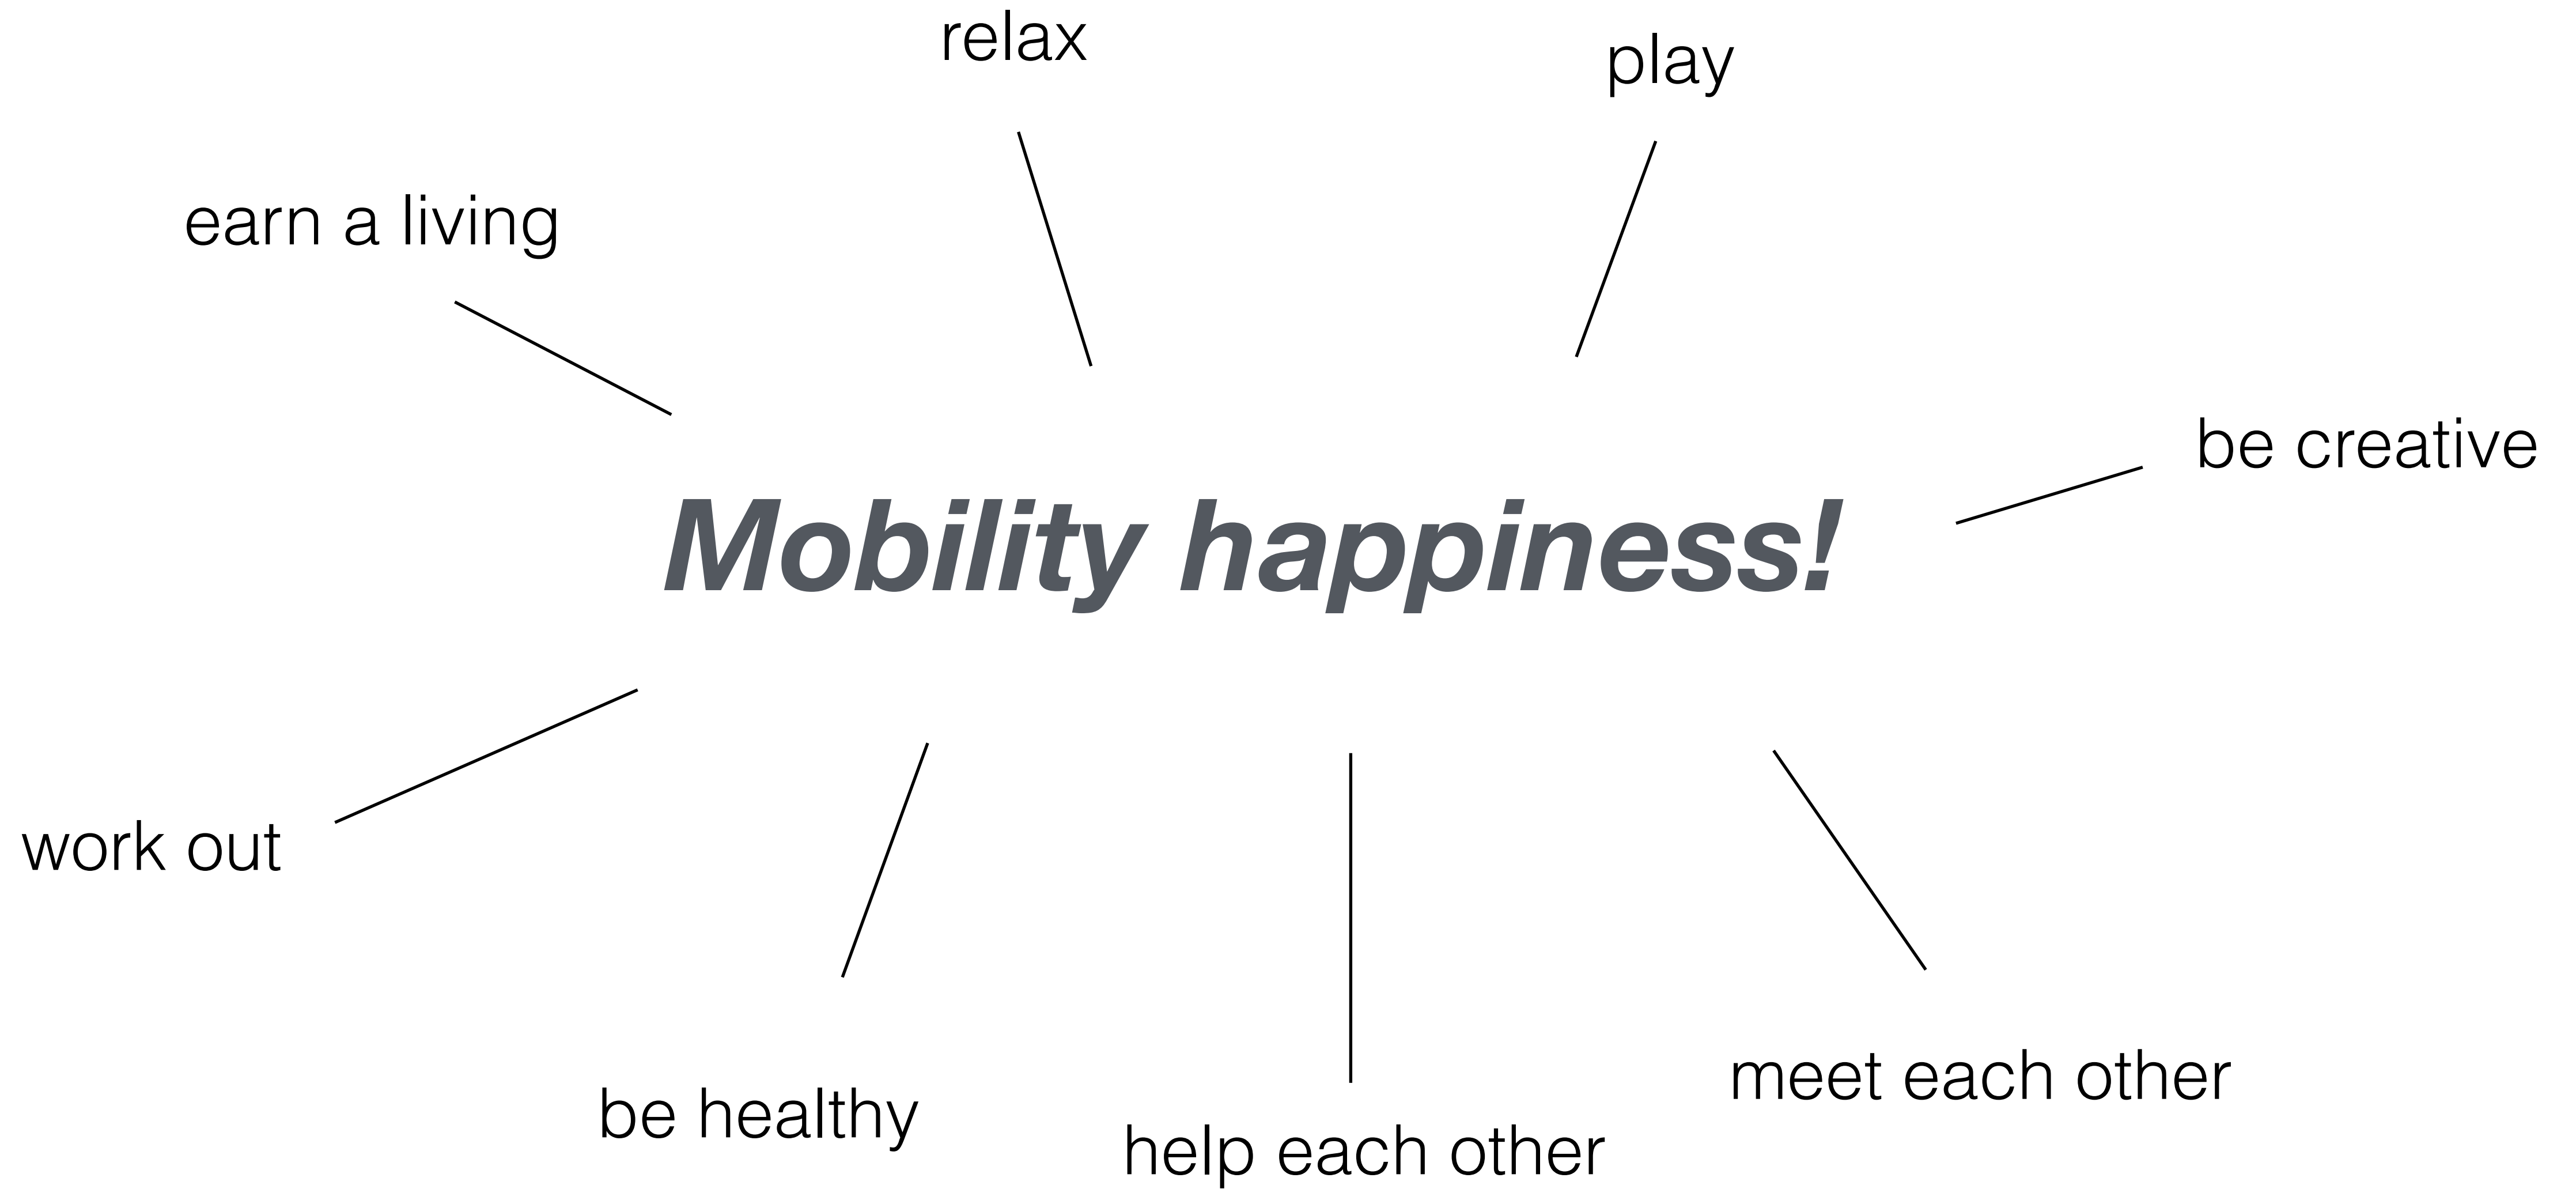 relax
play
earn a living
be creative
Mobility happiness!
work out
meet each other
be healthy
help each other